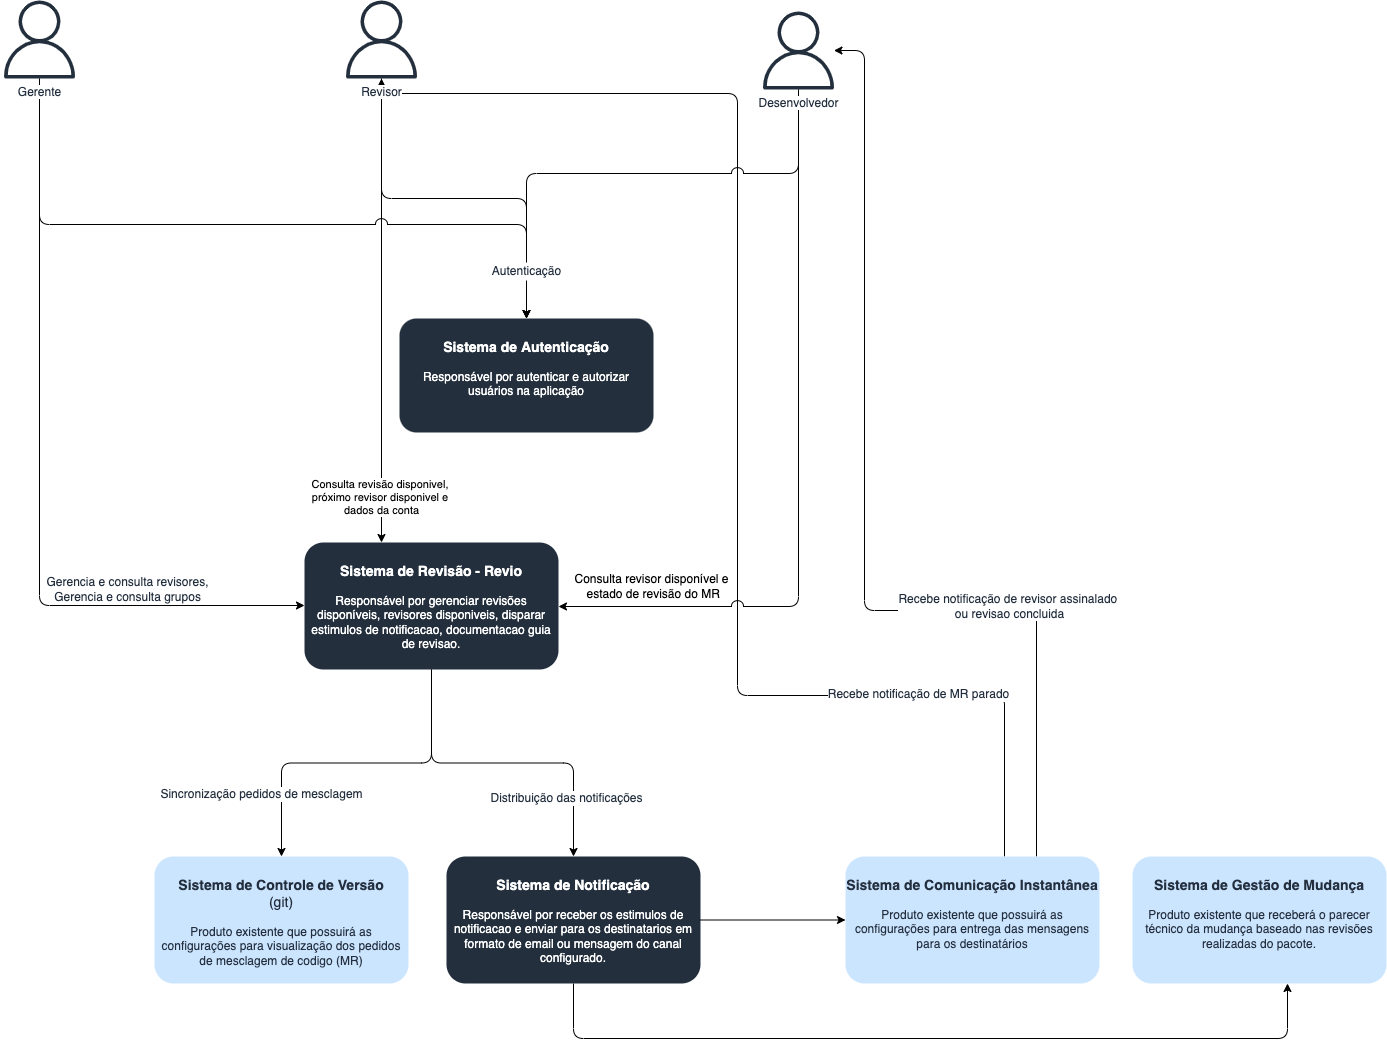 Gerente
Revisor
Desenvolvedor
Autenticação
Sistema de Autenticação
Responsável por autenticar e autorizar
usuários na aplicação
Consulta revisão disponivel,
próximo revisor disponivel e
dados da conta
Gerencia e consulta revisores,
Gerencia e consulta grupos
Sistema de Revisão - Revio
Responsável por gerenciar revisões
disponíveis, revisores disponiveis, disparar
estimulos de notificacao, documentacao guia
de revisao.
Consulta revisor disponível e
estado de revisão do MR
Recebe notificação de revisor assinalado
ou revisao concluida
Recebe notificação de MR parado
Sincronização pedidos de mesclagem
Distribuição das notificações
Sistema de Controle de Versão
(git)
Produto existente que possuirá as
configurações para visualização dos pedidos
de mesclagem de codigo (MR)
Sistema de Notificação
Responsável por receber os estimulos de
notificacao e enviar para os destinatarios em
formato de email ou mensagem do canal
configurado.
Sistema de Comunicação Instantânea
Produto existente que possuirá as
configurações para entrega das mensagens
para os destinatários
Sistema de Gestão de Mudança
Produto existente que receberá o parecer
técnico da mudança baseado nas revisões
realizadas do pacote.